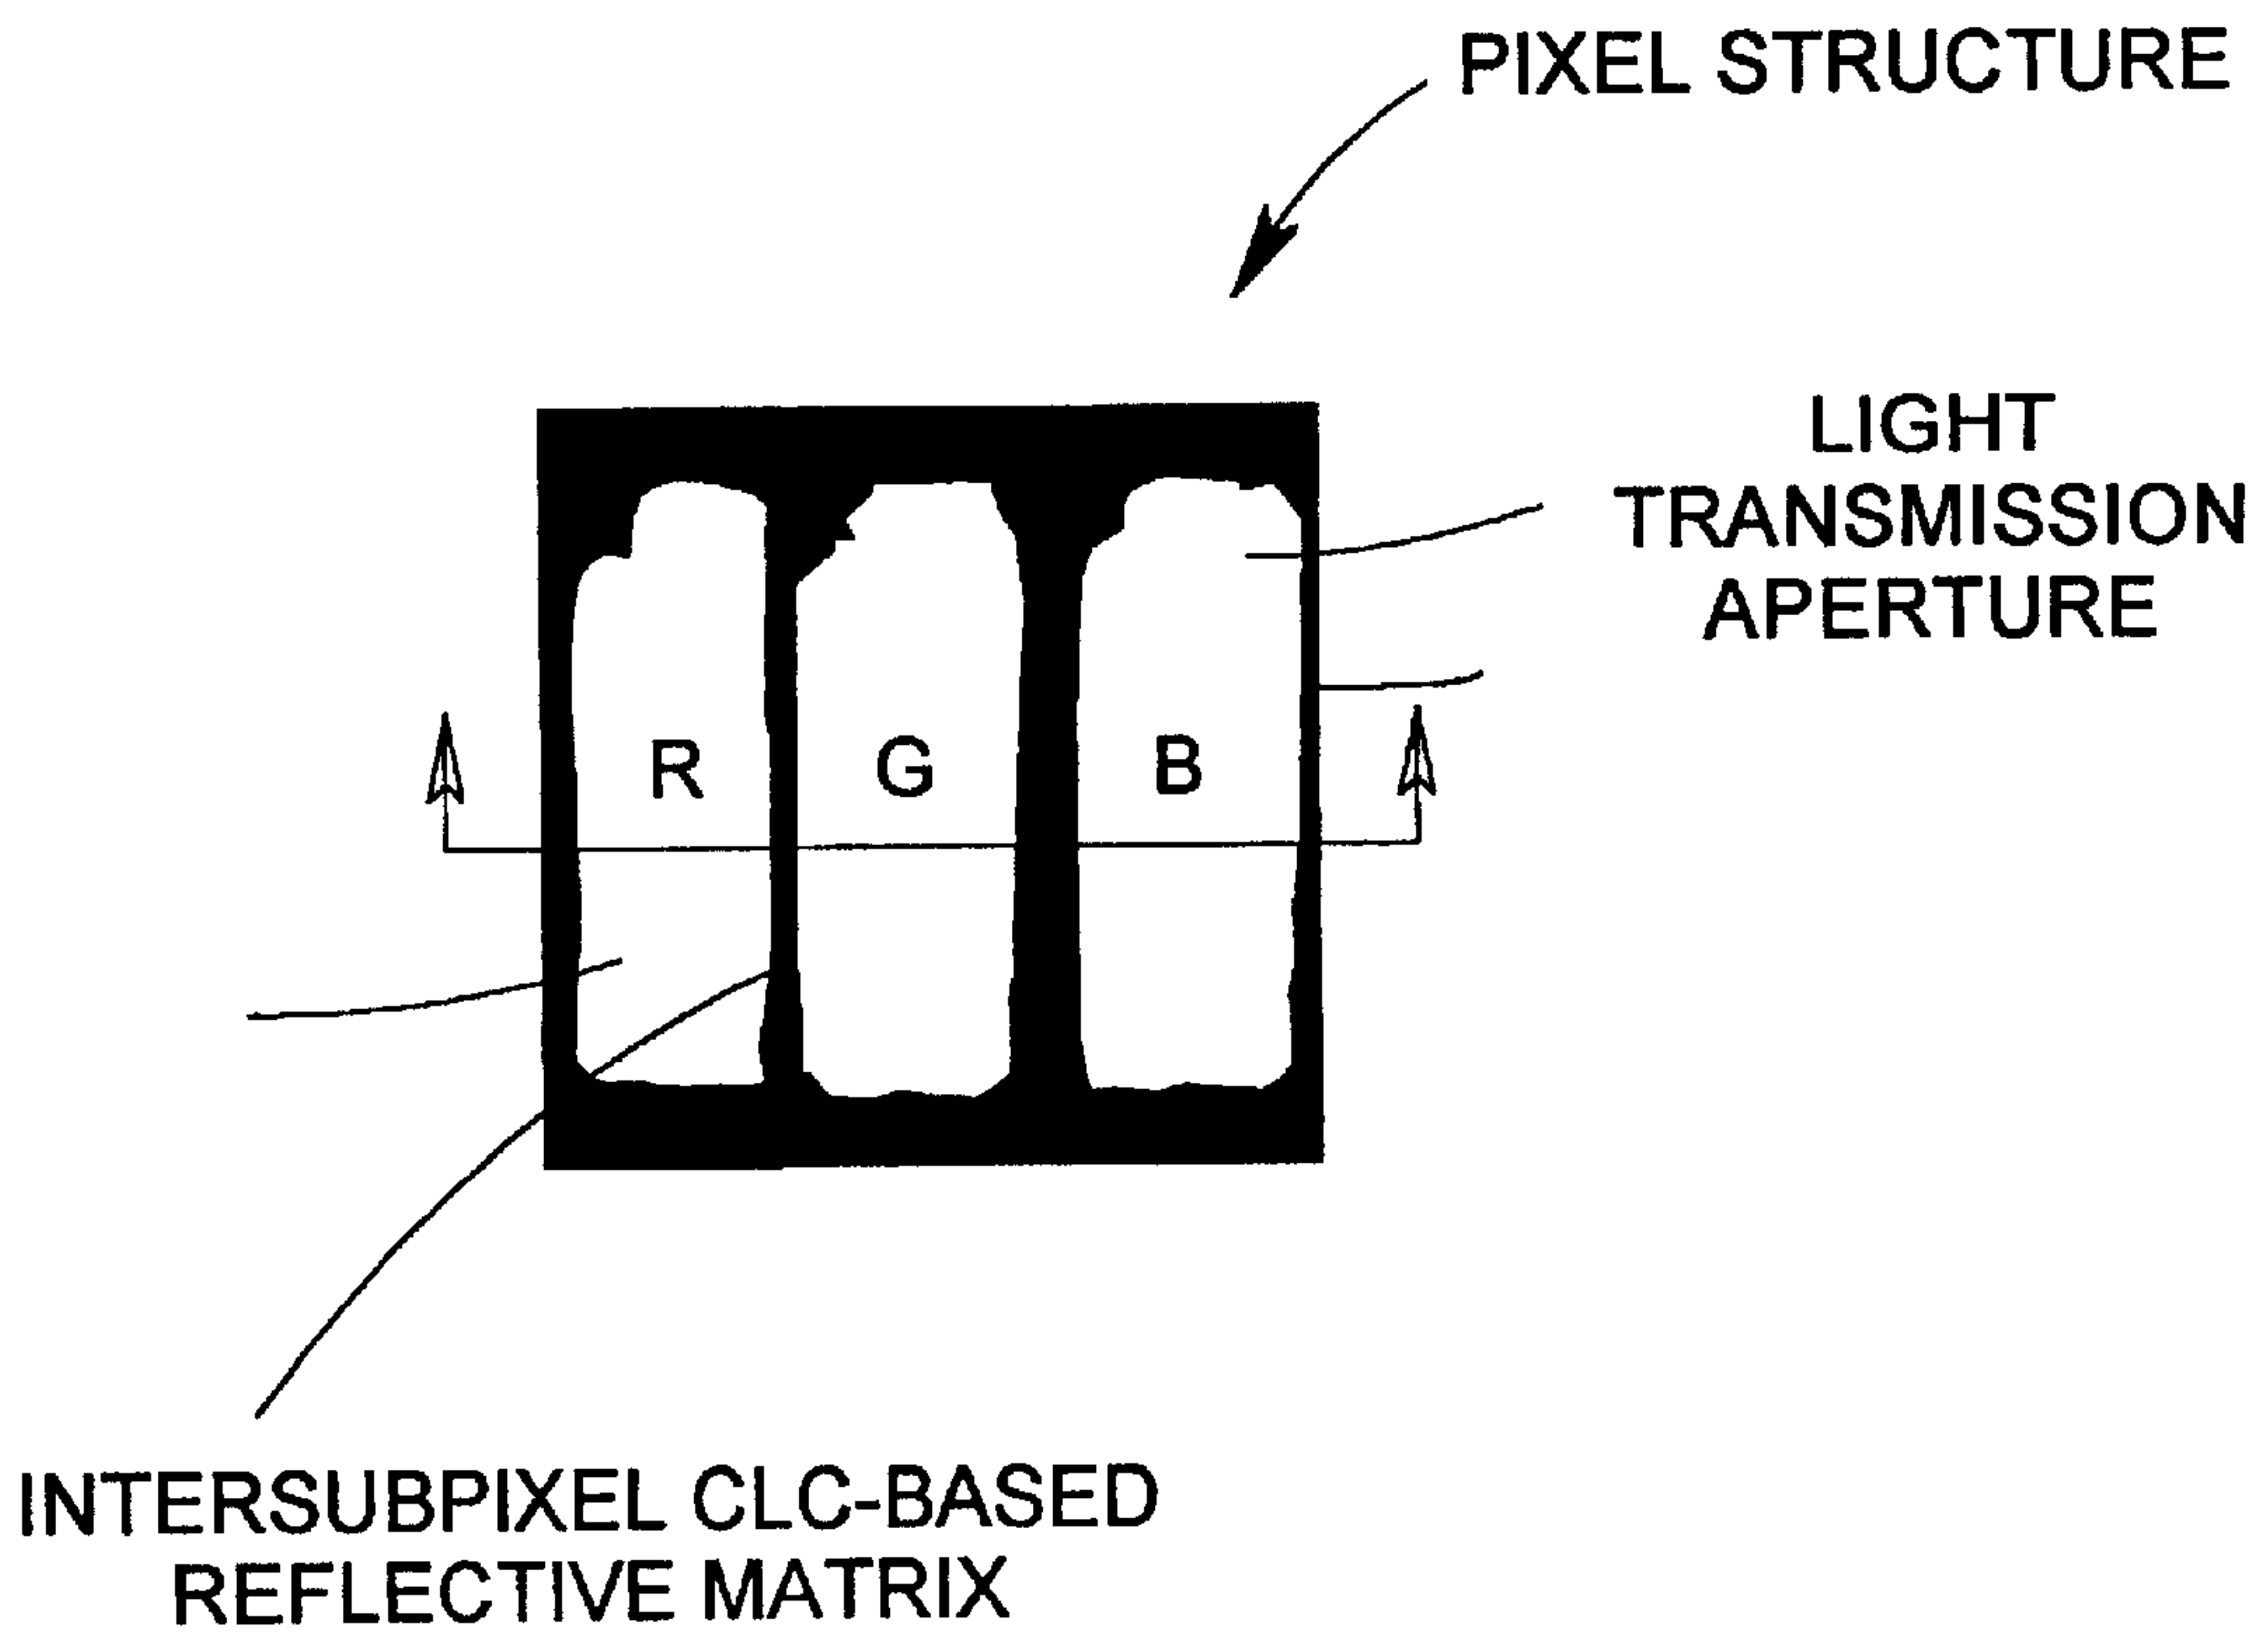 PIXEL STRUCTURE
LIGHT
TRANSMISSION
APERTURE
R G B
INTERSUBPIXEL CLC-BASED
REFLECTIVE MATRIX